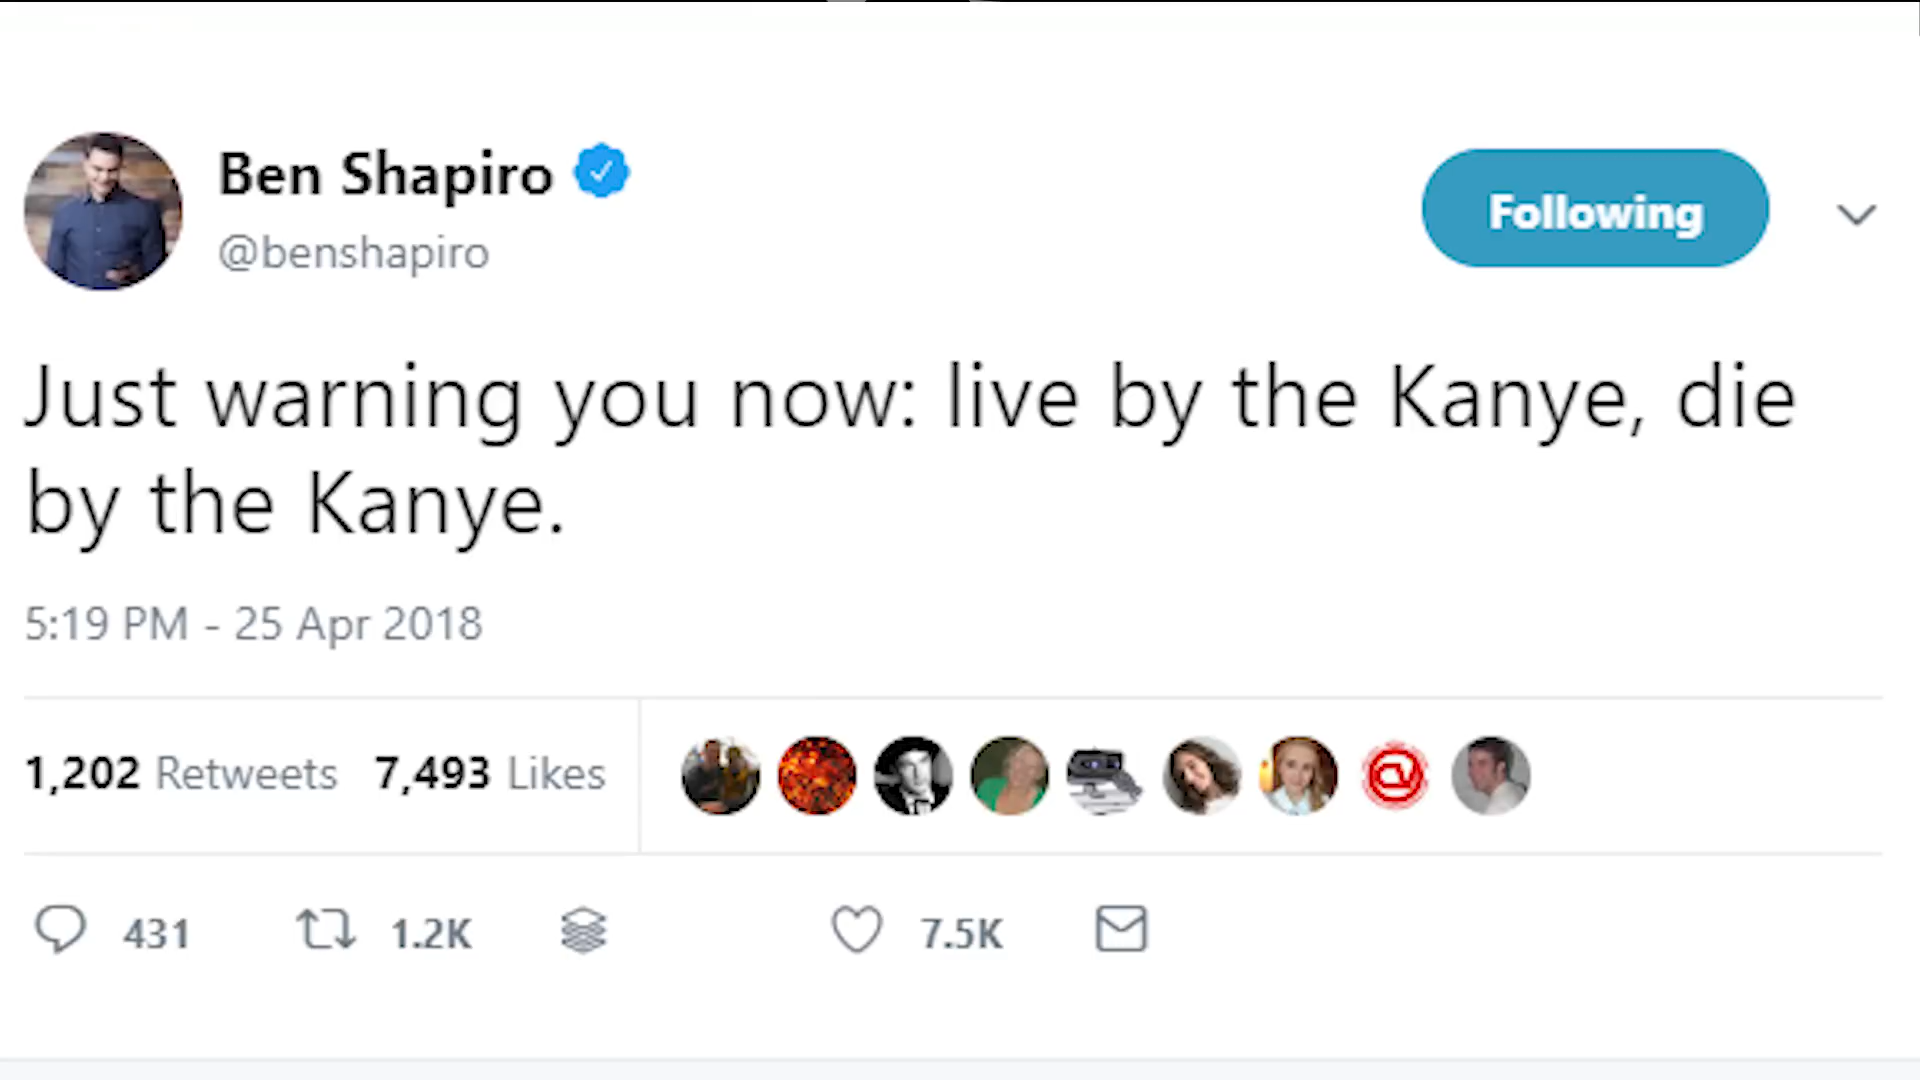 Ben Shapiro
@benshapiro
Following
Just warning you now: live by the Kanye, die
by the Kanye.
5:19 PM - 25 Apr 2018
1,202 Retweets 7,493 Likes
@
431 1.2K 7.5K